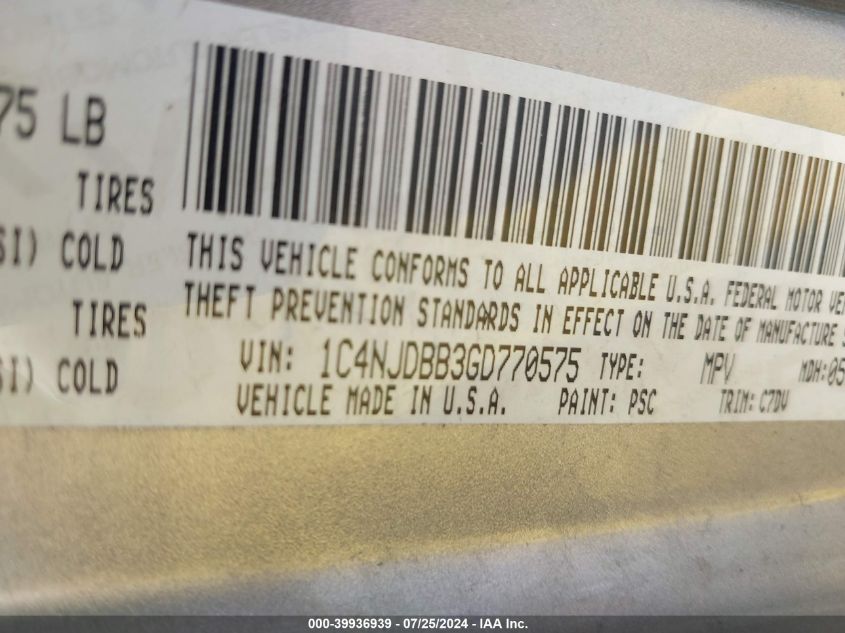 75 LB
TIRES
SI) COLD
TIRES
SI) COLD
THIS VEHICLE CONFORMS TO ALL APPLICABLE U.S.A. FEDERAL MOTOR VE
THEFT PREVENTION STANDARDS IN EFFECT ON THE DATE OF MANUFACTURE S
VIN: 1C4NJDBB3GD770575 TYPE: MPV MDH:05
VEHICLE MADE IN U.S.A. PAINT: PSC TRIM: C7DV
000-39936939 - 07/25/2024 - IAA Inc.